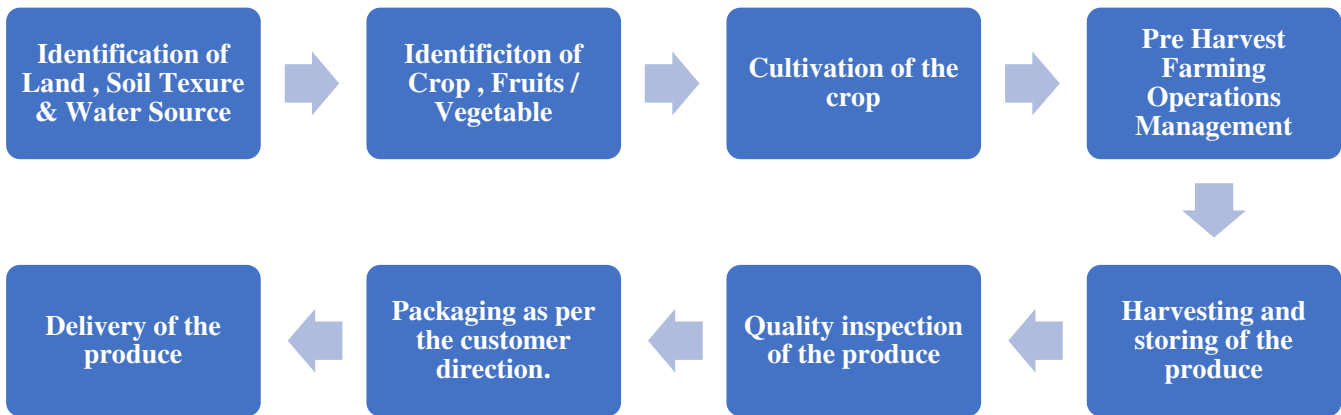 Identification of
Land , Soil Texure
& Water Source
Identificiton of
Crop , Fruits /
Vegetable
Cultivation of the
crop
Pre Harvest
Farming
Operations
Management
Harvesting and
storing of the
produce
Quality inspection
of the produce
Packaging as per
the customer
direction.
Delivery of the
produce